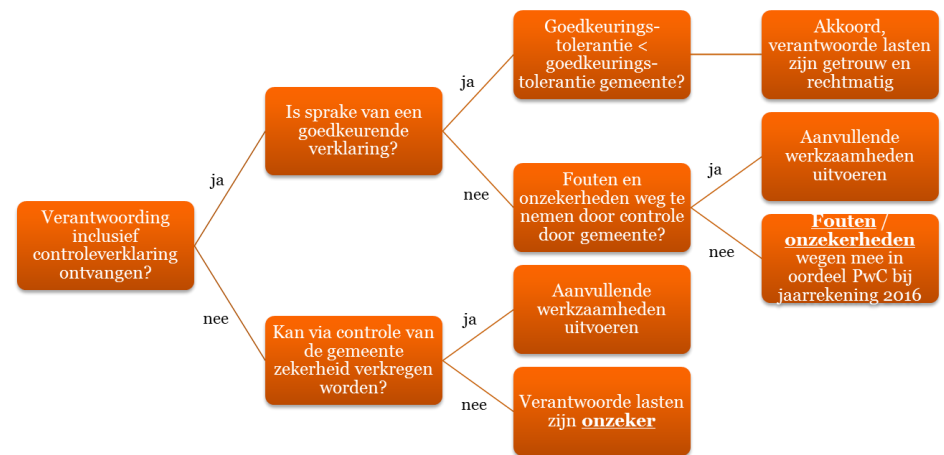 Verantwoording
inclusief
controleverklaring
ontvangen?
ja
nee
Is sprake van een
goedkeurende
verklaring?
ja
nee
Goedkeurings-
tolerantie <
goedkeurings-
tolerantie gemeente?
Akkoord,
verantwoorde lasten
zijn getrouw en
rechtmatig
Fouten en
onzekerheden weg te
nemen door controle
door gemeente?
ja
nee
Aanvullende
werkzaamheden
uitvoeren
Fouten /
onzekerheden
wegen mee in
oordeel PwC bij
jaarrekening 2016
Kan via controle van
de gemeente
zekerheid verkregen
worden?
ja
nee
Aanvullende
werkzaamheden
uitvoeren
Verantwoorde lasten
zijn onzeker